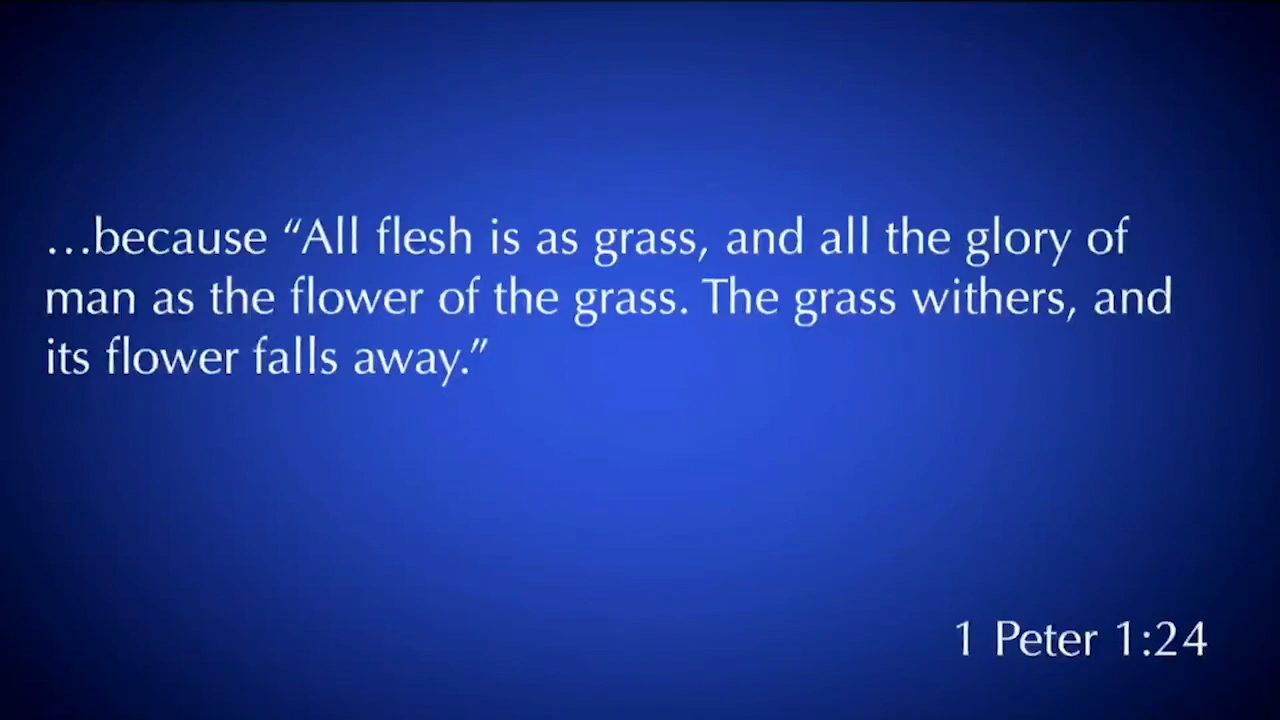 …because “All flesh is as grass, and all the glory of
man as the flower of the grass. The grass withers, and
its flower falls away.”
1 Peter 1:24